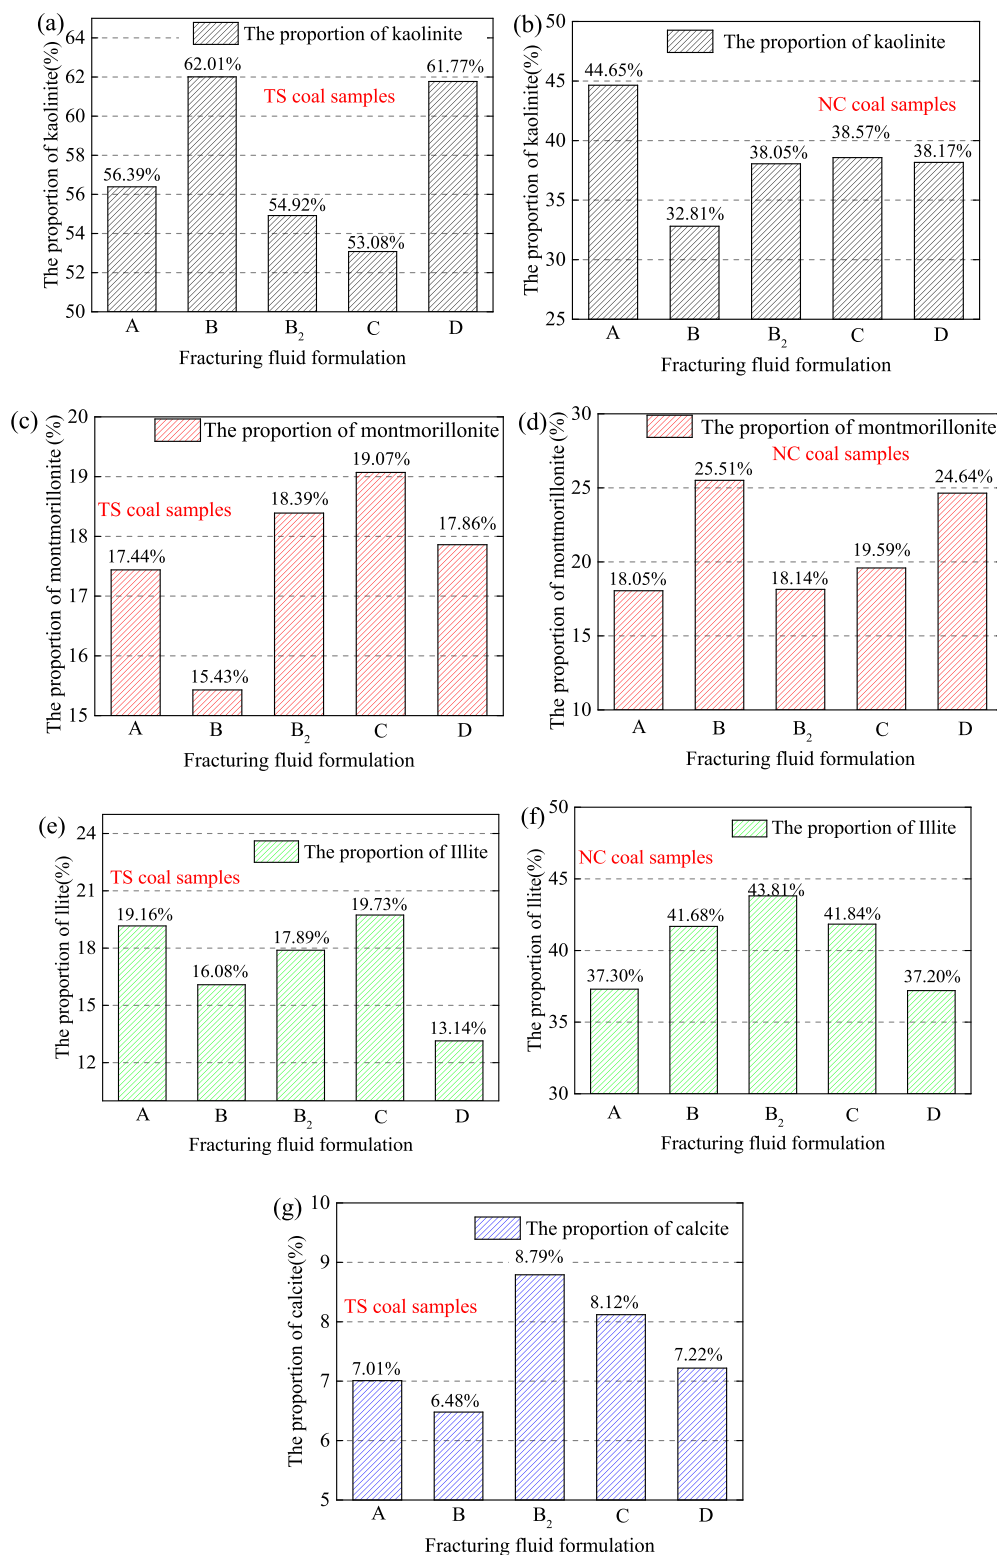 (a)
The proportion of kaolinite
TS coal samples
The proportion of kaolinite(%)
64
62
60
58
56
54
52
50
56.39%
62.01%
54.92%
53.08%
61.77%
A B B2 C D
Fracturing fluid formulation
(b)
The proportion of kaolinite
NC coal samples
The proportion of kaolinite(%)
50
45
40
35
30
25
44.65%
32.81%
38.05%
38.57%
38.17%
A B B2 C D
Fracturing fluid formulation
(c)
The proportion of montmorillonite
TS coal samples
The proportion of montmorillonite (%)
20
19
18
17
16
15
17.44%
15.43%
18.39%
19.07%
17.86%
A B B2 C D
Fracturing fluid formulation
(d)
The proportion of montmorillonite
NC coal samples
The proportion of montmorillonite(%)
30
25
20
15
10
18.05%
25.51%
18.14%
19.59%
24.64%
A B B2 C D
Fracturing fluid formulation
(e)
The proportion of Illite
TS coal samples
The proportion of llite(%)
24
21
18
15
12
19.16%
16.08%
17.89%
19.73%
13.14%
A B B2 C D
Fracturing fluid formulation
(f)
The proportion of Illite
NC coal samples
The proportion of llite(%)
50
45
40
35
30
37.30%
41.68%
43.81%
41.84%
37.20%
A B B2 C D
Fracturing fluid formulation
(g)
The proportion of calcite
TS coal samples
The proportion of calcite(%)
10
9
8
7
6
5
7.01%
6.48%
8.79%
8.12%
7.22%
A B B2 C D
Fracturing fluid formulation